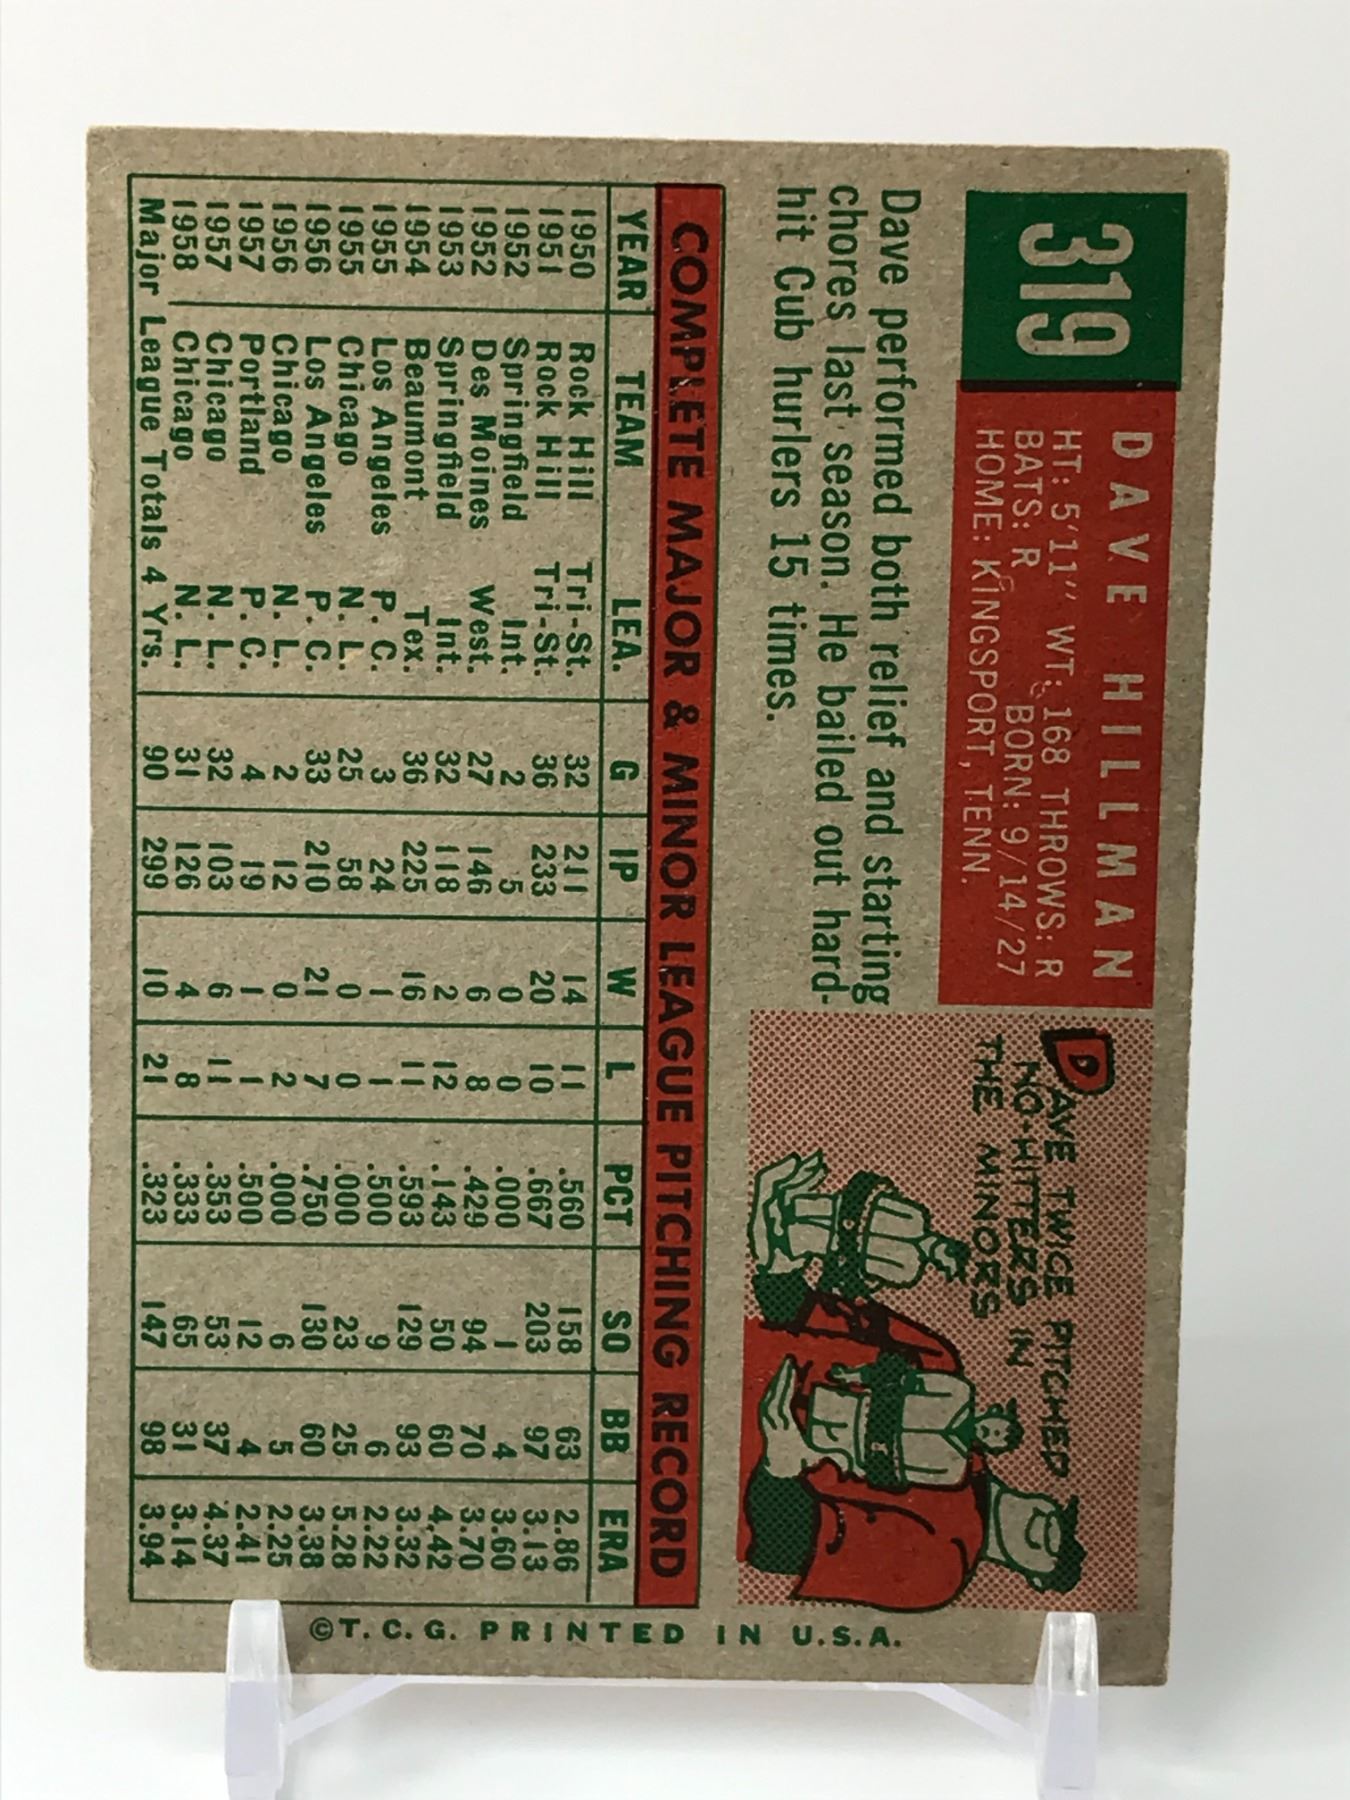 319
DAVE HILLMAN
HT: 5'11" WT: 168 THROWS: R
BATS: R BORN: 9/14/27
HOME: KINGSPORT, TENN.
Dave performed both relief and starting
chores last season. He bailed out hard-
hit Cub hurlers 15 times.
DAVE TWICE PITCHED
NO-HITTERS IN
THE MINORS
COMPLETE MAJOR & MINOR LEAGUE PITCHING RECORD
YEAR TEAM LEA. G IP W L PCT SO BB ERA
1950 Rock Hill Tri-St. 32 211 14 11 .560 158 63 2.86
1951 Rock Hill Tri-St. 36 233 20 10 .667 203 97 3.13
1952 Springfield Int. 2 5 0 0 .000 1 4 3.60
1952 Des Moines West. 27 146 6 8 .429 94 70 3.70
1953 Springfield Int. 32 118 2 12 .143 50 60 4.42
1954 Beaumont Tex. 36 225 16 11 .593 129 93 3.32
1955 Los Angeles P. C. 3 24 1 1 .500 9 6 2.22
1955 Chicago N. L. 25 58 0 0 .000 23 25 5.28
1956 Los Angeles P. C. 33 210 21 7 .750 130 60 3.38
1956 Chicago N. L. 2 12 0 2 .000 6 5 2.25
1957 Portland P. C. 4 19 1 1 .500 12 4 2.41
1957 Chicago N. L. 32 103 6 11 .353 53 37 4.37
1958 Chicago N. L. 31 126 4 8 .333 65 31 3.14
Major League Totals 4 Yrs. 90 299 10 21 .323 147 98 3.94
©T.C.G. PRINTED IN U.S.A.